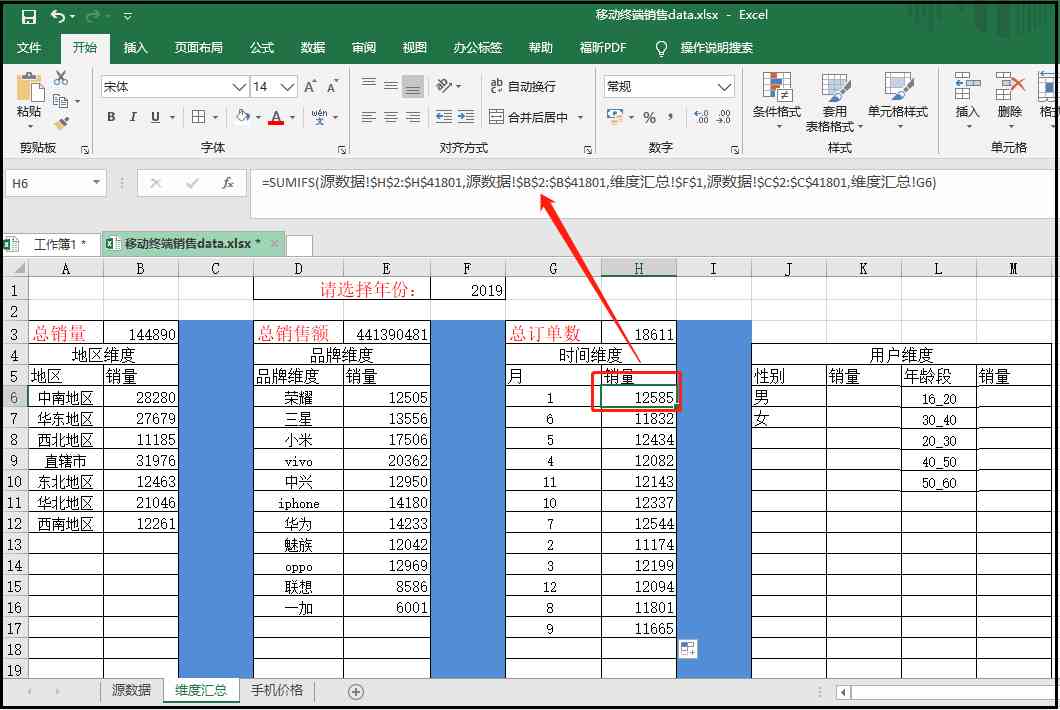 移动终端销售data.xlsx - Excel
文件 开始 插入 页面布局 公式 数据 审阅 视图 办公标签 帮助 福昕PDF 操作说明搜索
宋体 14 A A ab 自动换行 常规
粘贴 B I U A wén 文 合并后居中 % 条件格式 套用 表格格式 单元格样式 插入 删除 格式
剪贴板 字体 对齐方式 数字 样式 单元格
H6 fx =SUMIFS(源数据!$H$2:$H$41801,源数据!$B$2:$B$41801,维度汇总!$F$1,源数据!$C$2:$C$41801,维度汇总!G6)
工作簿1 * 移动终端销售data.xlsx *
A B C D E F G H I J K L M
1 请选择年份: 2019
2
3 总销量 144890 总销售额 441390481 总订单数 18611
4 地区维度 品牌维度 时间维度 用户维度
5 地区 销量 品牌维度 销量 月 销量 性别 销量 年龄段 销量
6 中南地区 28280 荣耀 12505 1 12585 男 16_20
7 华东地区 27679 三星 13556 6 11832 女 30_40
8 西北地区 11185 小米 17506 5 12434 20_30
9 直辖市 31976 vivo 20362 4 12082 40_50
10 东北地区 12463 中兴 12950 11 12143 50_60
11 华北地区 21046 iphone 14180 10 12337
12 西南地区 12261 华为 14233 7 12544
13 魅族 12042 2 11174
14 oppo 12969 3 12199
15 联想 8586 12 12094
16 一加 6001 8 11801
17 9 11665
18
19
源数据 维度汇总 手机价格